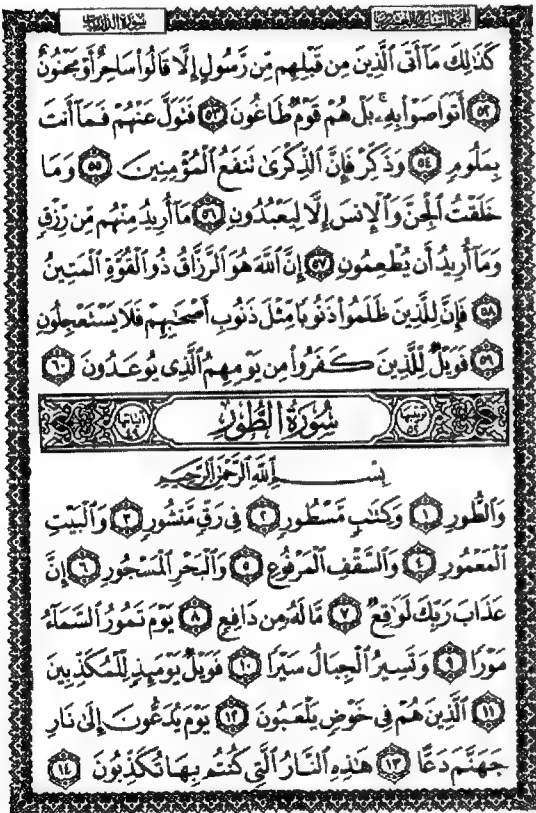 الجزء السابع والعشرون سورة الذاريات
كَذَٰلِكَ مَآ أَتَى ٱلَّذِينَ مِن قَبْلِهِم مِّن رَّسُولٍ إِلَّا قَالُوا۟ سَاحِرٌ أَوْ مَجْنُونٌ
﴿٥٢﴾ أَتَوَاصَوْا۟ بِهِۦ ۚ بَلْ هُمْ قَوْمٌ طَاغُونَ ﴿٥٣﴾ فَتَوَلَّ عَنْهُمْ فَمَآ أَنتَ
بِمَلُومٍ ﴿٥٤﴾ وَذَكِّرْ فَإِنَّ ٱلذِّكْرَىٰ تَنفَعُ ٱلْمُؤْمِنِينَ ﴿٥٥﴾ وَمَا
خَلَقْتُ ٱلْجِنَّ وَٱلْإِنسَ إِلَّا لِيَعْبُدُونِ ﴿٥٦﴾ مَآ أُرِيدُ مِنْهُم مِّن رِّزْقٍ
وَمَآ أُرِيدُ أَن يُطْعِمُونِ ﴿٥٧﴾ إِنَّ ٱللَّهَ هُوَ ٱلرَّزَّاقُ ذُو ٱلْقُوَّةِ ٱلْمَتِينُ
﴿٥٨﴾ فَإِنَّ لِلَّذِينَ ظَلَمُوا۟ ذَنُوبًا مِّثْلَ ذَنُوبِ أَصْحَٰبِهِمْ فَلَا يَسْتَعْجِلُونِ
﴿٥٩﴾ فَوَيْلٌ لِّلَّذِينَ كَفَرُوا۟ مِن يَوْمِهِمُ ٱلَّذِى يُوعَدُونَ ﴿٦٠﴾
ترتيبها ٥٢ سُورَةُ ٱلطُّورِ آياتها ٤٩
بِسْمِ ٱللَّهِ ٱلرَّحْمَٰنِ ٱلرَّحِيمِ
وَٱلطُّورِ ﴿١﴾ وَكِتَٰبٍ مَّسْطُورٍ ﴿٢﴾ فِى رَقٍّ مَّنشُورٍ ﴿٣﴾ وَٱلْبَيْتِ
ٱلْمَعْمُورِ ﴿٤﴾ وَٱلسَّقْفِ ٱلْمَرْفُوعِ ﴿٥﴾ وَٱلْبَحْرِ ٱلْمَسْجُورِ ﴿٦﴾ إِنَّ
عَذَابَ رَبِّكَ لَوَٰقِعٌ ﴿٧﴾ مَّا لَهُۥ مِن دَافِعٍ ﴿٨﴾ يَوْمَ تَمُورُ ٱلسَّمَآءُ
مَوْرًا ﴿٩﴾ وَتَسِيرُ ٱلْجِبَالُ سَيْرًا ﴿١٠﴾ فَوَيْلٌ يَوْمَئِذٍ لِّلْمُكَذِّبِينَ
﴿١١﴾ ٱلَّذِينَ هُمْ فِى خَوْضٍ يَلْعَبُونَ ﴿١٢﴾ يَوْمَ يُدَعُّونَ إِلَىٰ نَارِ
جَهَنَّمَ دَعًّا ﴿١٣﴾ هَٰذِهِ ٱلنَّارُ ٱلَّتِى كُنتُم بِهَا تُكَذِّبُونَ ﴿١٤﴾